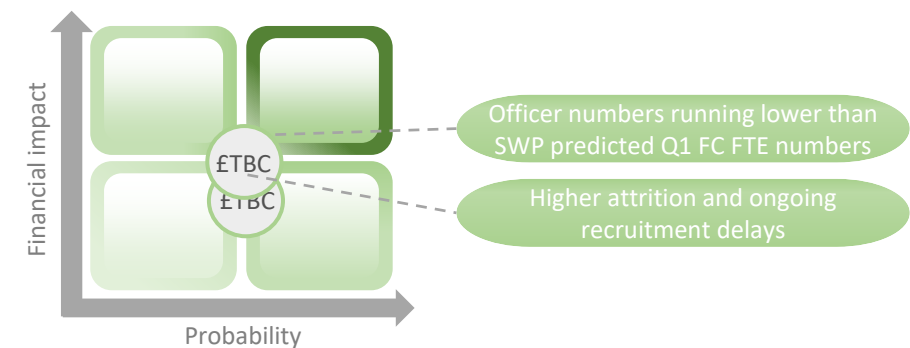 Financial impact
£TBC
£TBC
Probability
Officer numbers running lower than
SWP predicted Q1 FC FTE numbers
Higher attrition and ongoing
recruitment delays